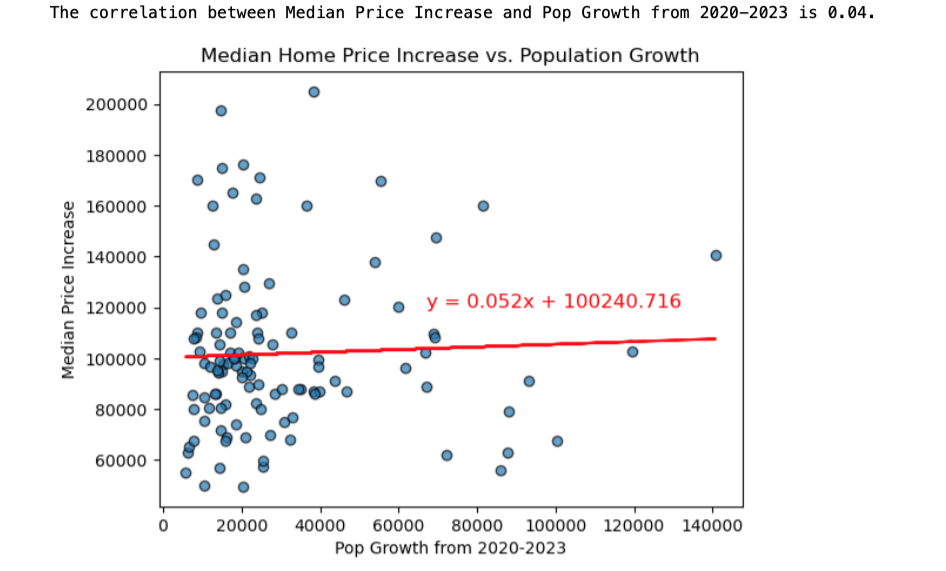 The correlation between Median Price Increase and Pop Growth from 2020-2023 is 0.04.
Median Home Price Increase vs. Population Growth
200000
180000
160000
140000
120000
100000
80000
60000
Median Price Increase
y = 0.052x + 100240.716
0 20000 40000 60000 80000 100000 120000 140000
Pop Growth from 2020-2023